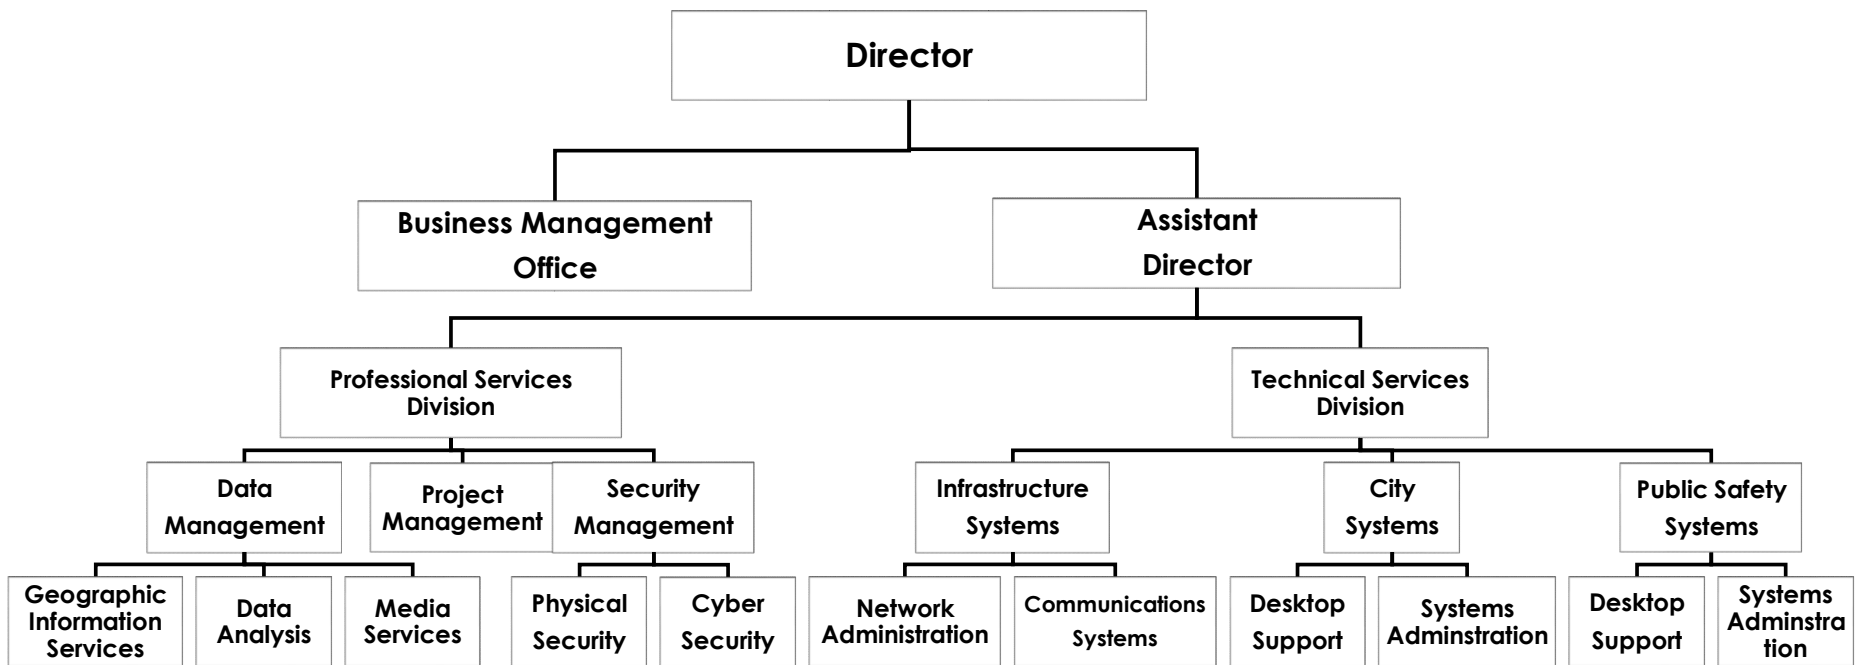 Director
Business Management
Office
Assistant
Director
Professional Services
Division
Technical Services
Division
Data
Management
Project
Management
Security
Management
Infrastructure
Systems
City
Systems
Public Safety
Systems
Geographic
Information
Services
Data
Analysis
Media
Services
Physical
Security
Cyber
Security
Network
Administration
Communications
Systems
Desktop
Support
Systems
Adminstration
Desktop
Support
Systems
Adminstra
tion